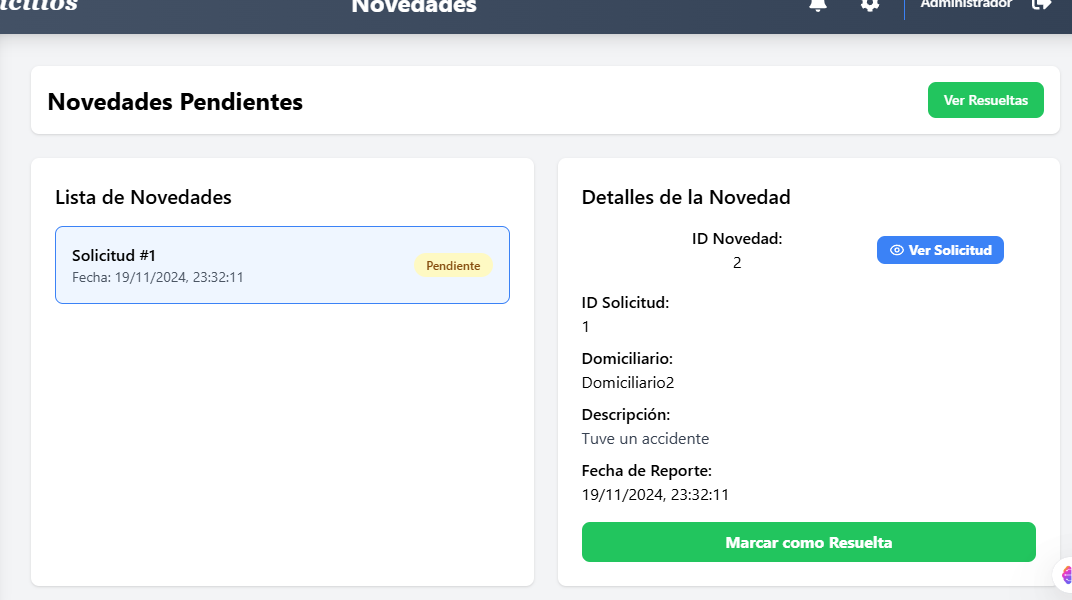 Novedades
Administrador
Novedades Pendientes
Ver Resueltas
Lista de Novedades
Solicitud #1
Fecha: 19/11/2024, 23:32:11
Pendiente
Detalles de la Novedad
ID Novedad:
2
Ver Solicitud
ID Solicitud:
1
Domiciliario:
Domiciliario2
Descripción:
Tuve un accidente
Fecha de Reporte:
19/11/2024, 23:32:11
Marcar como Resuelta